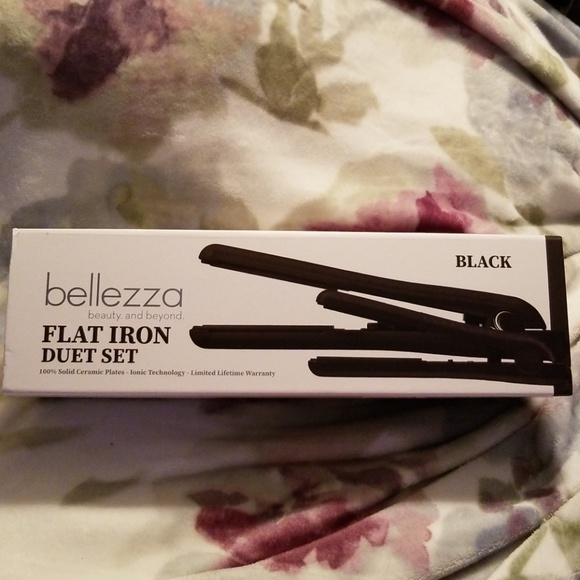 BLACK
bellezza
beauty. and beyond.
FLAT IRON
DUET SET
100% Solid Ceramic Plates - Ionic Technology - Limited Lifetime Warranty